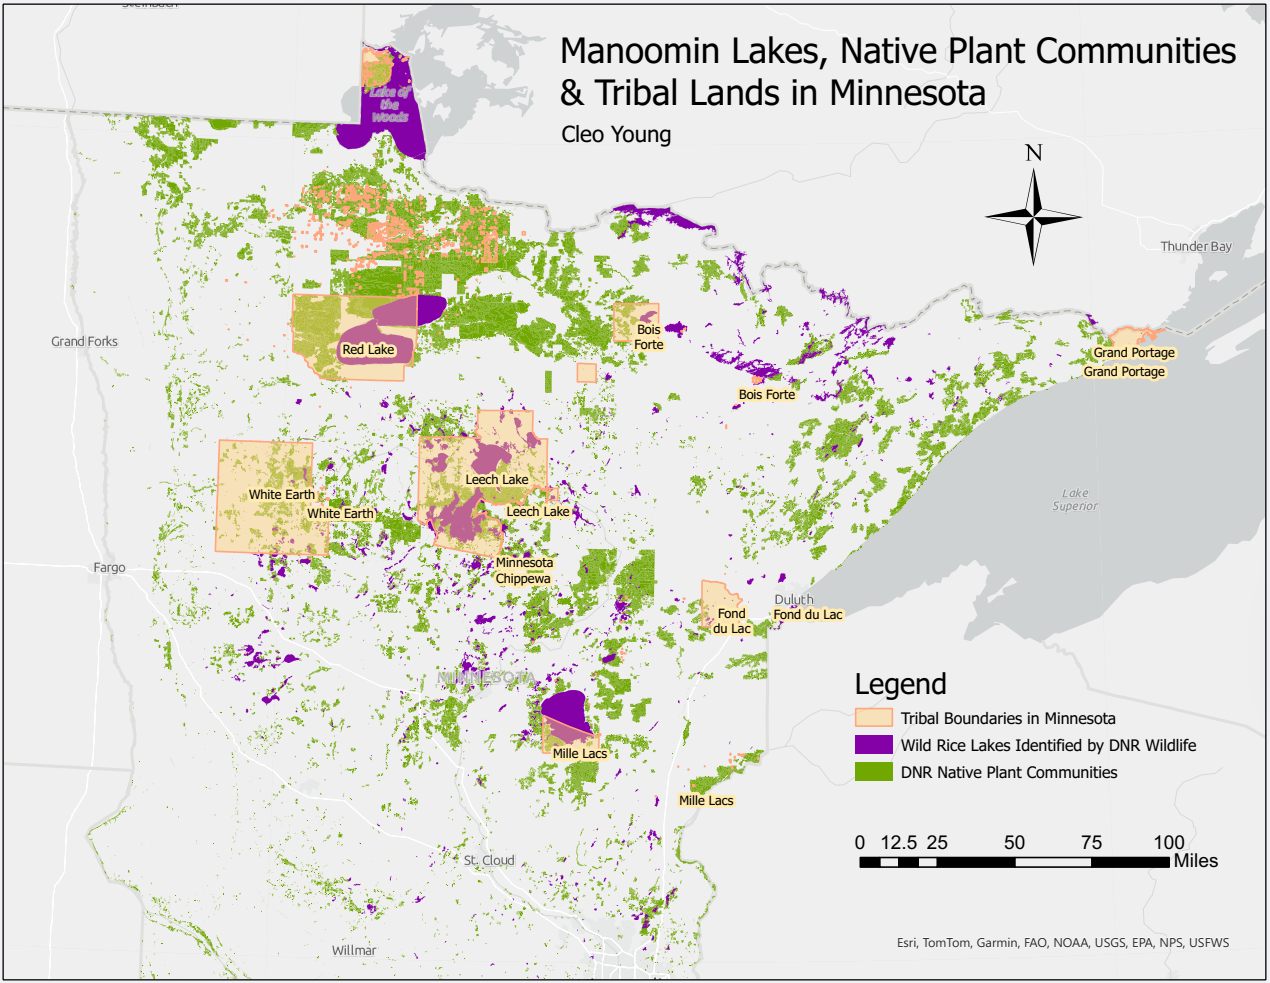 Steinbach
Manoomin Lakes, Native Plant Communities
& Tribal Lands in Minnesota
Cleo Young
Lake of
the
Woods
N
Thunder Bay
Grand Forks
Red Lake
Bois
Forte
Grand Portage
Grand Portage
Bois Forte
Leech Lake
White Earth
White Earth
Leech Lake
Lake
Superior
Minnesota
Chippewa
Fargo
Duluth
Fond
du Lac
Fond du Lac
MINNESOTA
Mille Lacs
Mille Lacs
Legend
Tribal Boundaries in Minnesota
Wild Rice Lakes Identified by DNR Wildlife
DNR Native Plant Communities
0 12.5 25 50 75 100
Miles
St. Cloud
Willmar
Esri, TomTom, Garmin, FAO, NOAA, USGS, EPA, NPS, USFWS